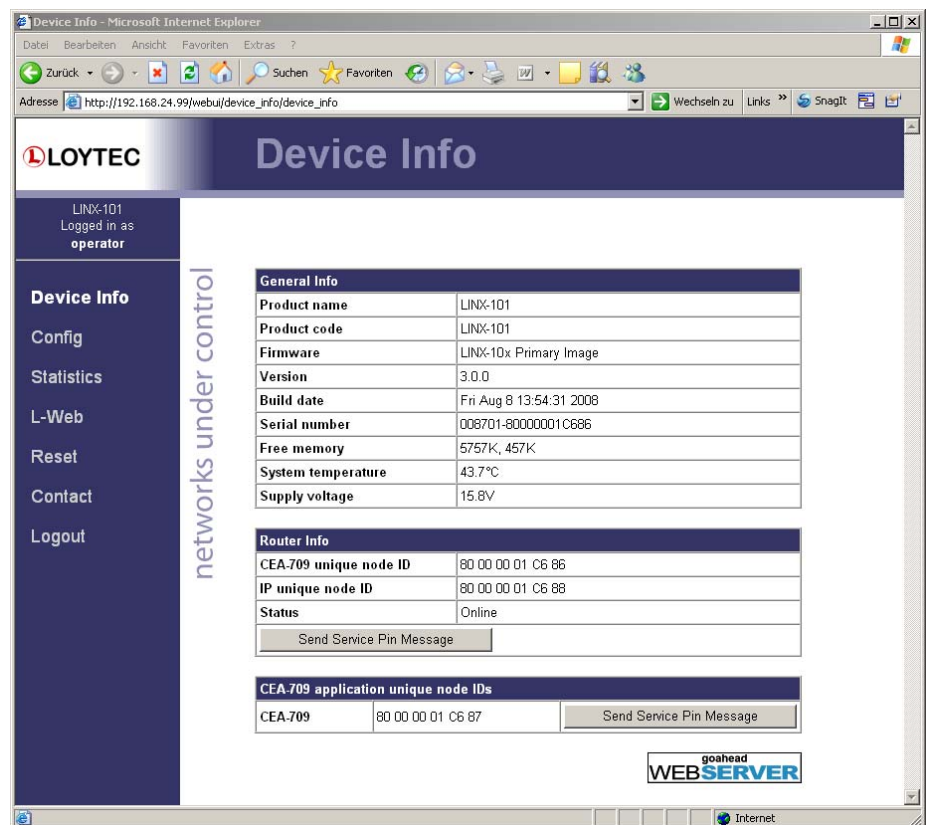 Device Info - Microsoft Internet Explorer
Datei Bearbeiten Ansicht Favoriten Extras ?
Zurück Suchen Favoriten
Adresse http://192.168.24.99/webui/device_info/device_info Wechseln zu Links » SnagIt
LOYTEC
Device Info
LINX-101
Logged in as
operator
Device Info
Config
Statistics
L-Web
Reset
Contact
Logout
networks under control
General Info
Product name LINX-101
Product code LINX-101
Firmware LINX-10x Primary Image
Version 3.0.0
Build date Fri Aug 8 13:54:31 2008
Serial number 008701-80000001C686
Free memory 5757K, 457K
System temperature 43.7°C
Supply voltage 15.8V
Router Info
CEA-709 unique node ID 80 00 00 01 C6 86
IP unique node ID 80 00 00 01 C6 88
Status Online
Send Service Pin Message
CEA-709 application unique node IDs
CEA-709 80 00 00 01 C6 87 Send Service Pin Message
goahead
WEBSERVER
Internet